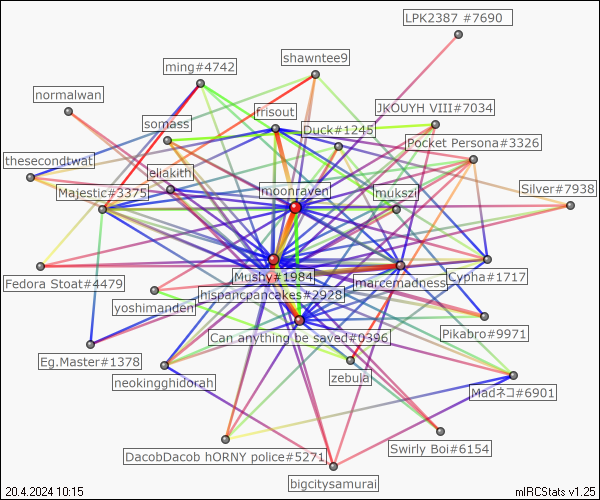 LPK2387 #7690
shawntee9
ming#4742
normalwan
JKOUYH VIII#7034
frisout
somass
Duck#1245
Pocket Persona#3326
thesecondtwat
eliakith
Silver#7938
Majestic#3375
moonraven
mukszi
Mushy#1984
Cypha#1717
Fedora Stoat#4479
marcemadness
hispancpancakes#2928
yoshimanden
Pikabro#9971
Can anything be saved#0396
Eg.Master#1378
zebula
neokingghidorah
Madネコ#6901
Swirly Boi#6154
DacobDacob hORNY police#5271
bigcitysamurai
20.4.2024 10:15
mIRCStats v1.25